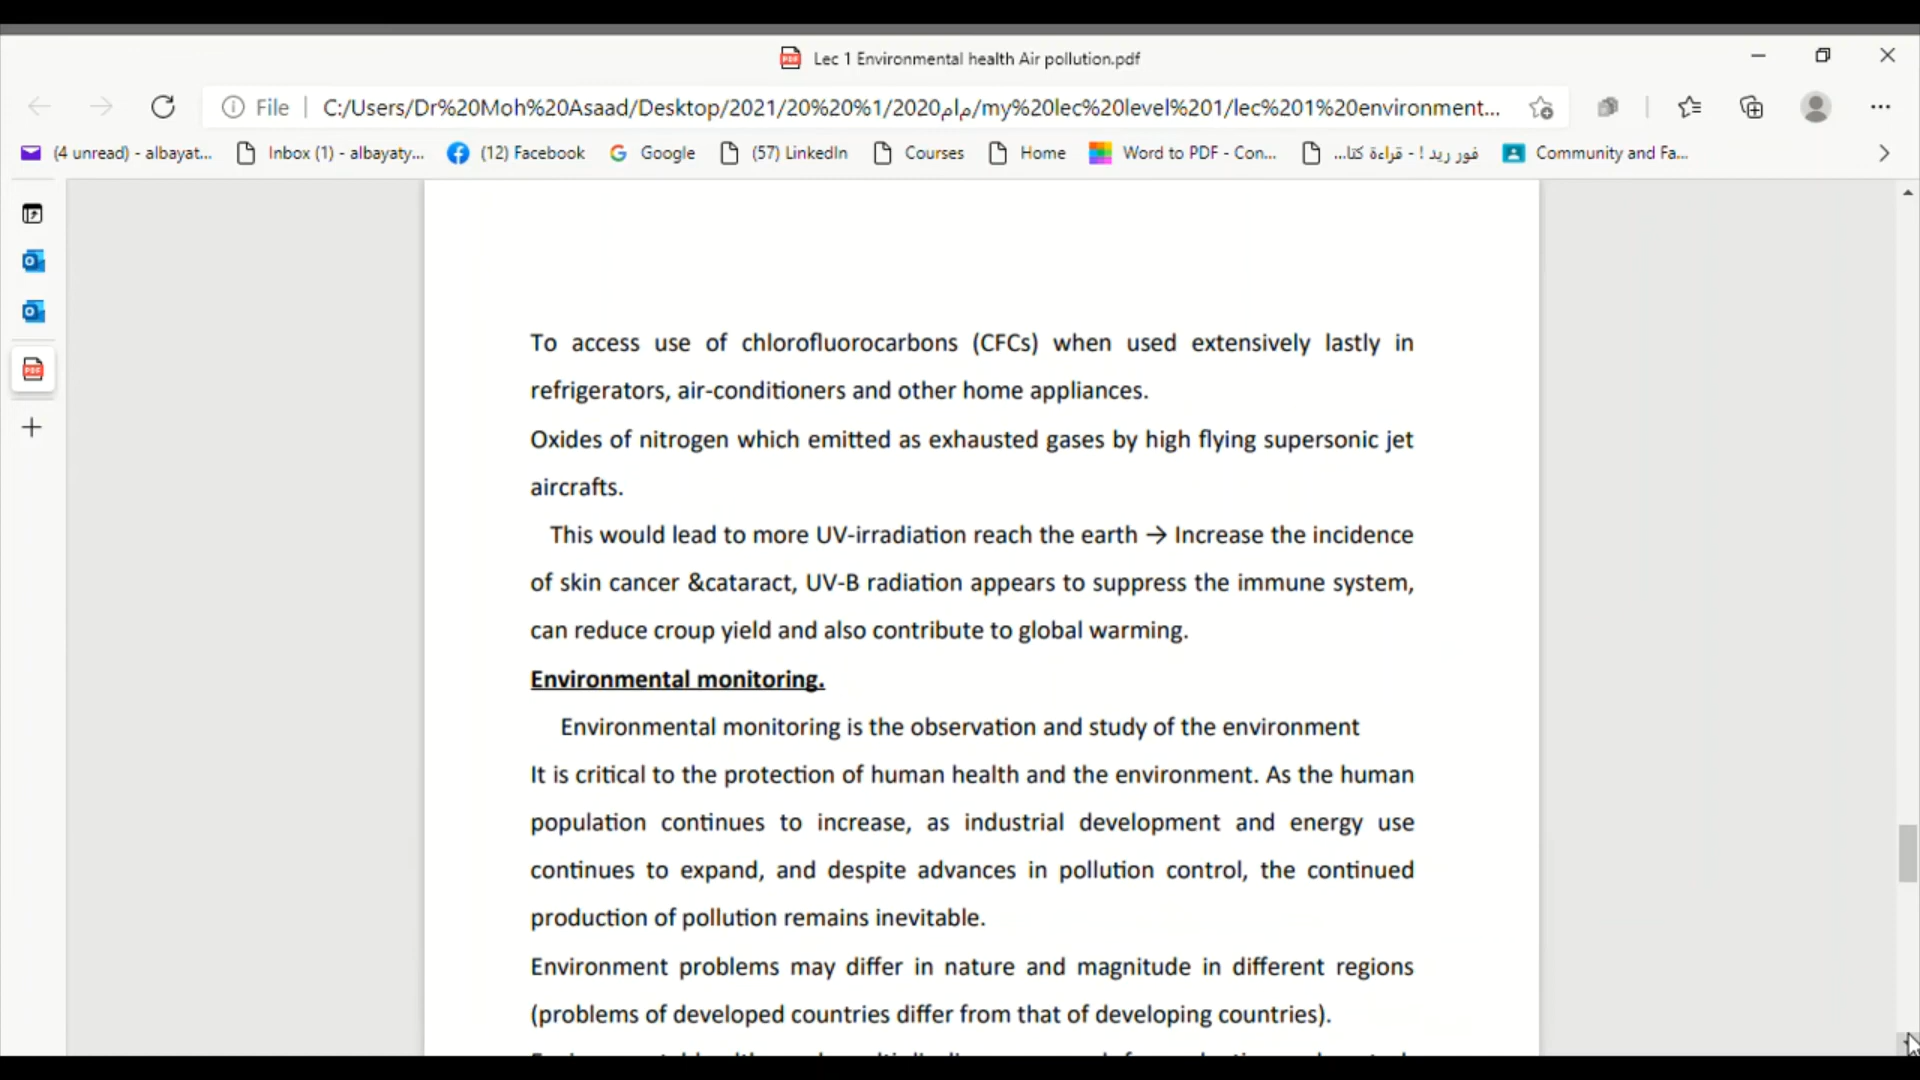 Lec 1 Environmental health Air pollution.pdf
File | C:/Users/Dr%20Moh%20Asaad/Desktop/2021/20%20%1/2020مام/my%20lec%20level%201/lec%201%20environment...
(4 unread) - albayat... Inbox (1) - albayaty... (12) Facebook Google (57) LinkedIn Courses Home Word to PDF - Con... فور ريد ! - قراءة كتا... Community and Fa...
To access use of chlorofluorocarbons (CFCs) when used extensively lastly in
refrigerators, air-conditioners and other home appliances.
Oxides of nitrogen which emitted as exhausted gases by high flying supersonic jet
aircrafts.
This would lead to more UV-irradiation reach the earth → Increase the incidence
of skin cancer &cataract, UV-B radiation appears to suppress the immune system,
can reduce croup yield and also contribute to global warming.
Environmental monitoring.
Environmental monitoring is the observation and study of the environment
It is critical to the protection of human health and the environment. As the human
population continues to increase, as industrial development and energy use
continues to expand, and despite advances in pollution control, the continued
production of pollution remains inevitable.
Environment problems may differ in nature and magnitude in different regions
(problems of developed countries differ from that of developing countries).